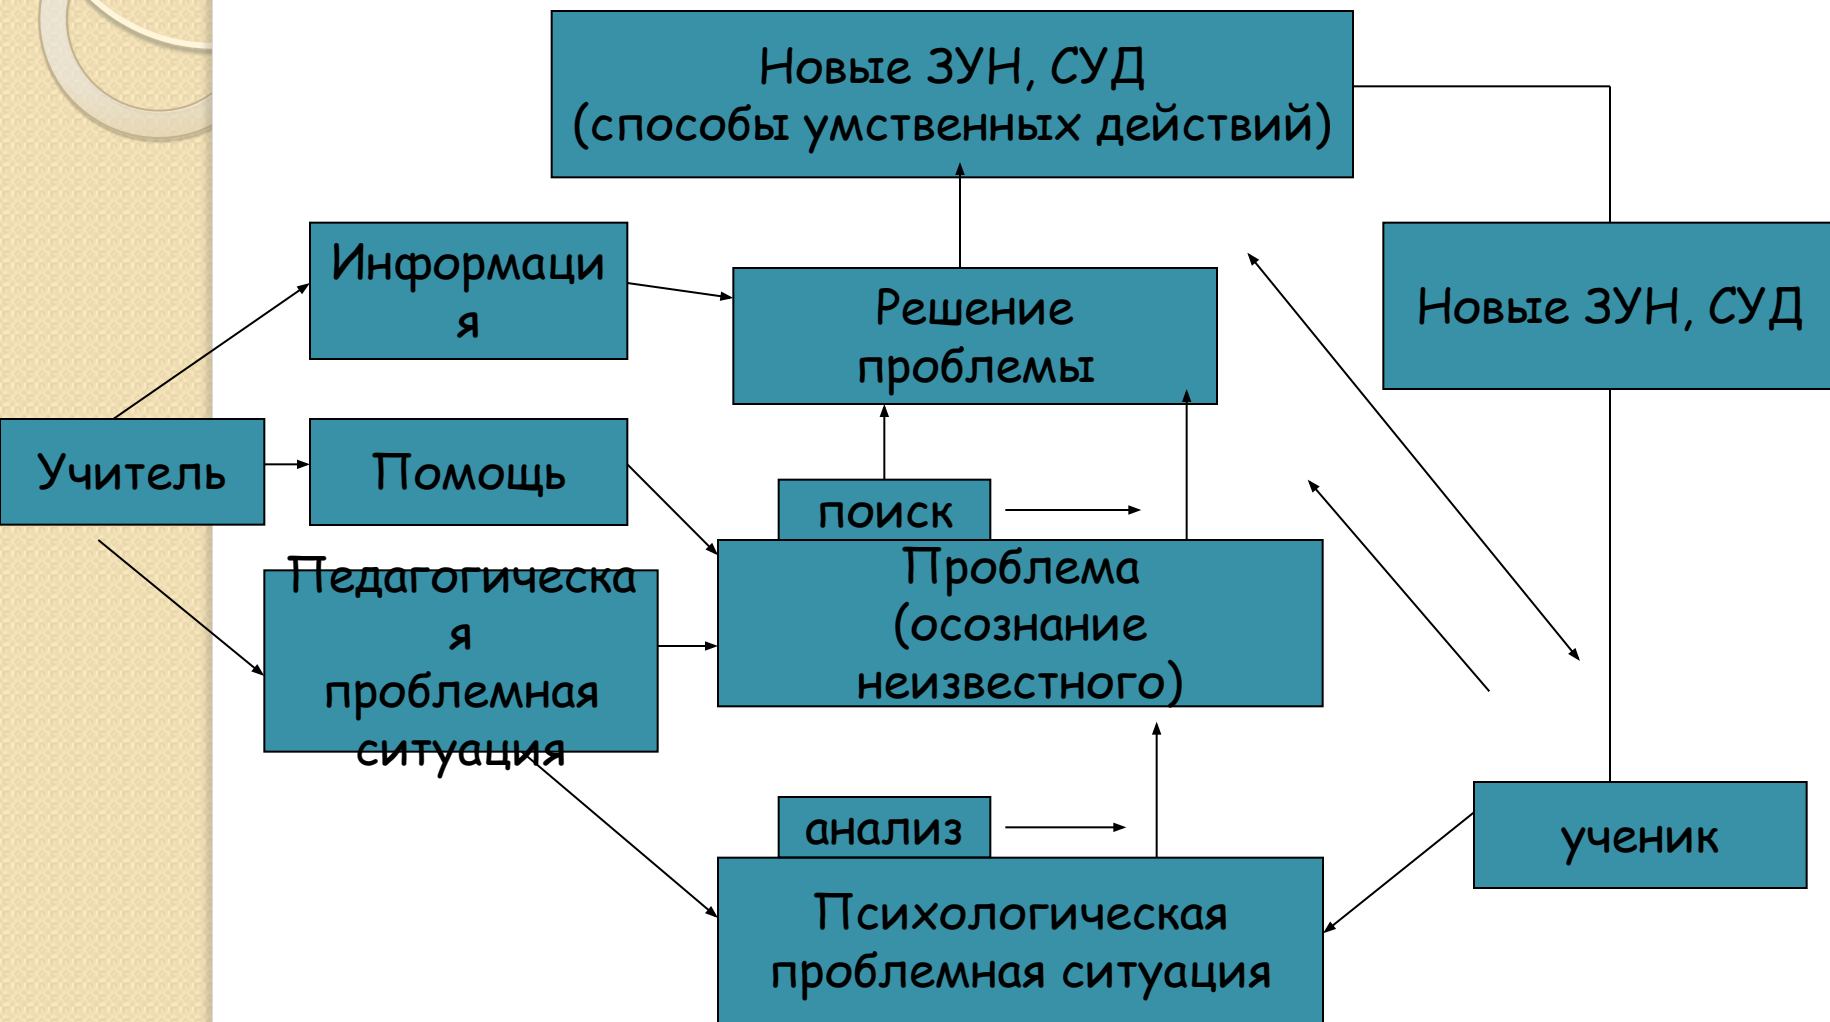 Новые ЗУН, СУД
(способы умственных действий)
Информаци
я
Решение
проблемы
Новые ЗУН, СУД
Учитель
Помощь
поиск
Педагогическа
я
проблемная
ситуация
Проблема
(осознание
неизвестного)
анализ
ученик
Психологическая
проблемная ситуация